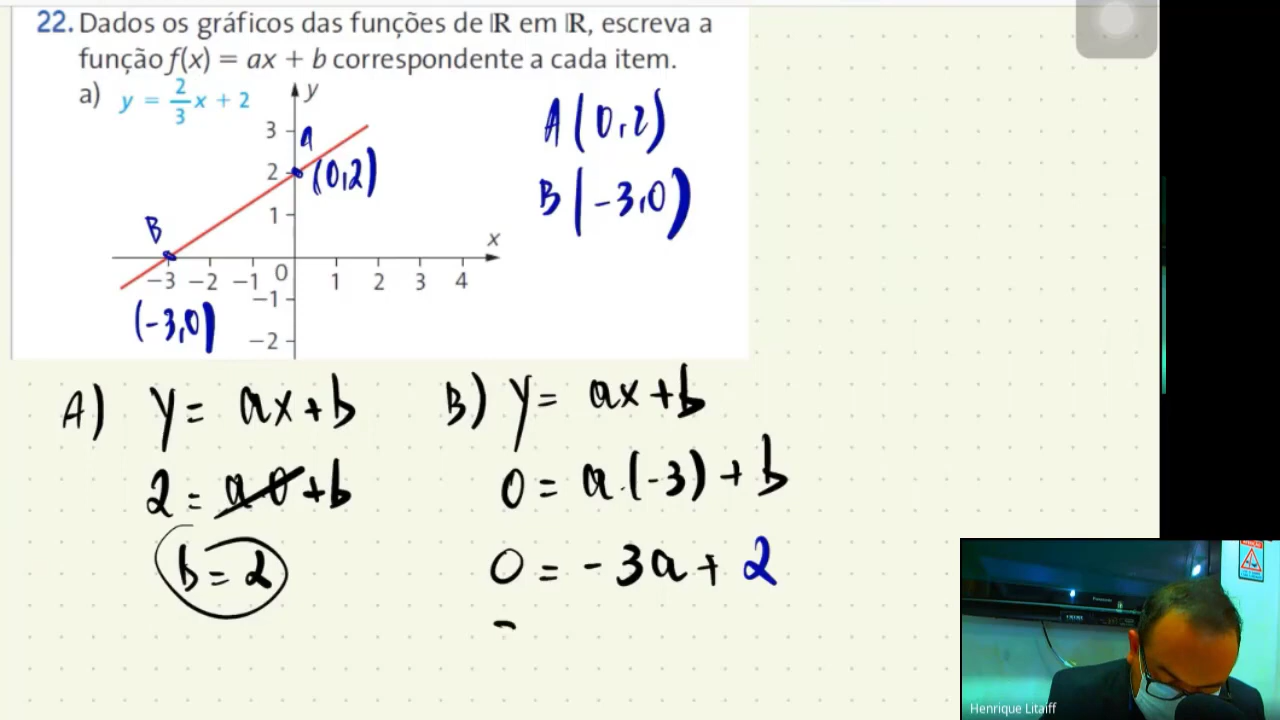 22. Dados os gráficos das funções de ℝ em ℝ, escreva a
função f(x) = ax + b correspondente a cada item.
a) y = 2/3 x + 2
y
3
2
1
0
-1
-2
-3 -2 -1 1 2 3 4
x
A
(0,2)
B
(-3,0)
A(0,2)
B(-3,0)
A) y = ax + b
2 = a 0 + b
b = 2
B) y = ax + b
0 = a.(-3) + b
0 = -3a + 2
-
Henrique Litaiff